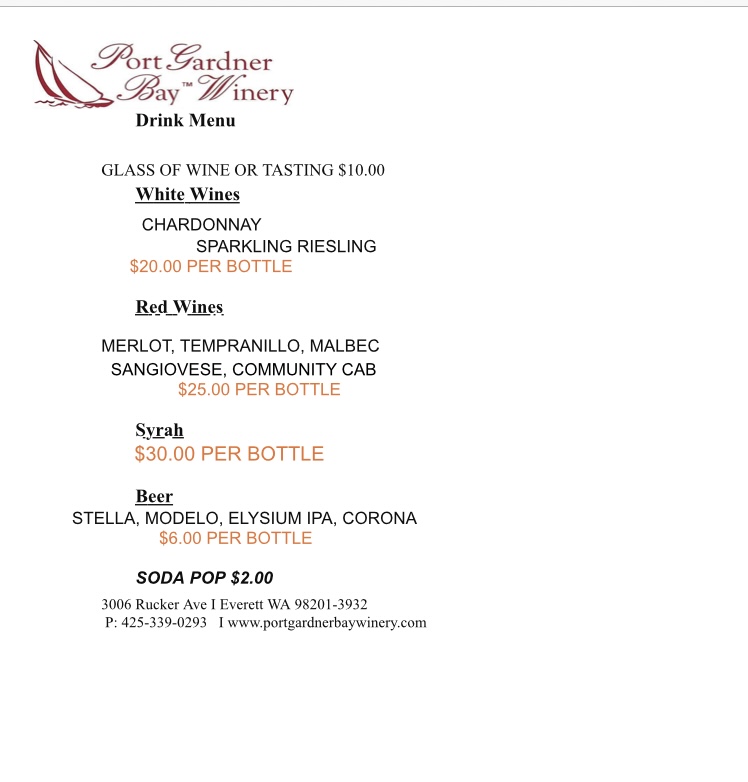 Port Gardner
Bay™ Winery
Drink Menu
GLASS OF WINE OR TASTING $10.00
White Wines
CHARDONNAY
SPARKLING RIESLING
$20.00 PER BOTTLE
Red Wines
MERLOT, TEMPRANILLO, MALBEC
SANGIOVESE, COMMUNITY CAB
$25.00 PER BOTTLE
Syrah
$30.00 PER BOTTLE
Beer
STELLA, MODELO, ELYSIUM IPA, CORONA
$6.00 PER BOTTLE
SODA POP $2.00
3006 Rucker Ave I Everett WA 98201-3932
P: 425-339-0293 I www.portgardnerbaywinery.com